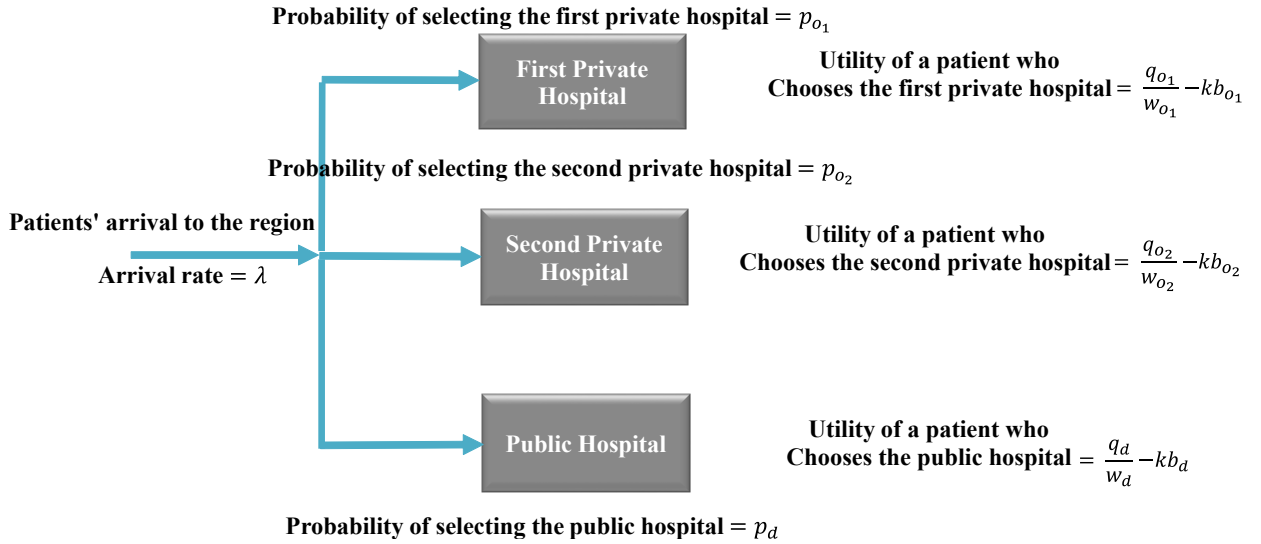 Probability of selecting the first private hospital = p_{o_1}
First Private
Hospital
Utility of a patient who
Chooses the first private hospital = \frac{q_{o_1}}{w_{o_1}} - kb_{o_1}
Probability of selecting the second private hospital = p_{o_2}
Patients' arrival to the region
Arrival rate = λ
Second Private
Hospital
Utility of a patient who
Chooses the second private hospital = \frac{q_{o_2}}{w_{o_2}} - kb_{o_2}
Public Hospital
Utility of a patient who
Chooses the public hospital = \frac{q_d}{w_d} - kb_d
Probability of selecting the public hospital = p_d